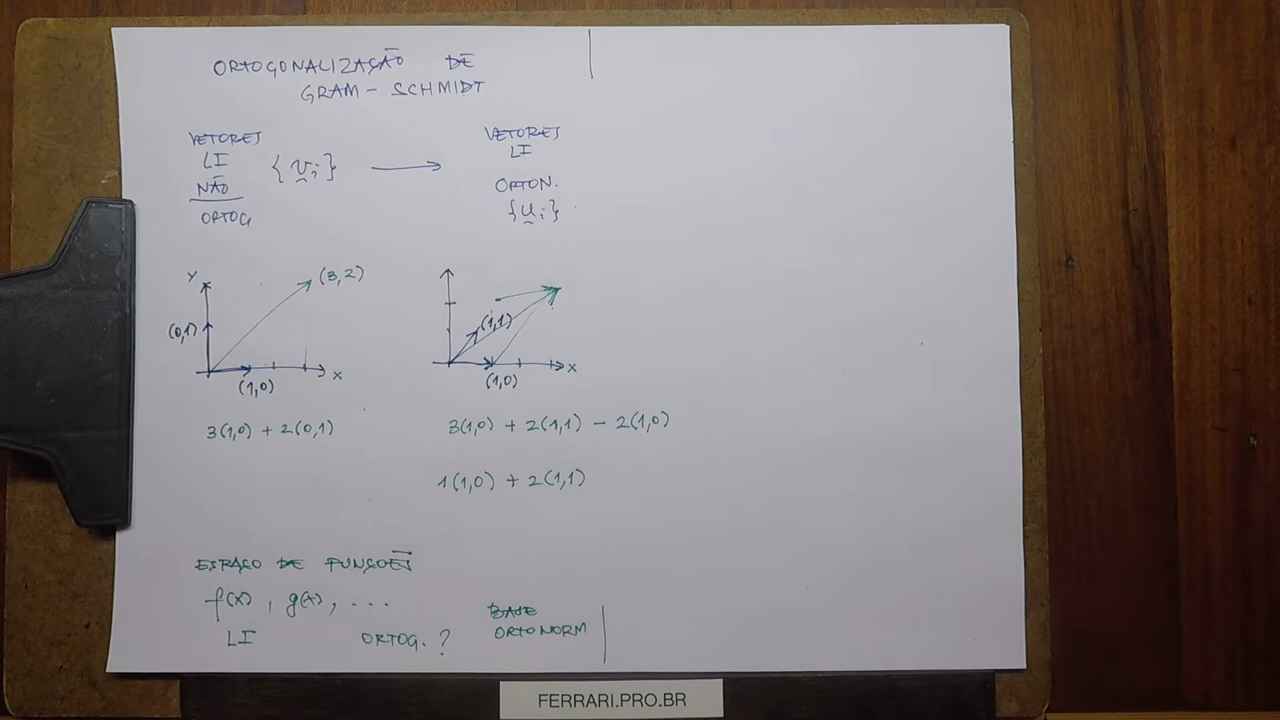 ORTOGONALIZAÇÃO DE
GRAM - SCHMIDT
VETORES
LI
NÃO
ORTOG
{vi}
VETORES
LI
ORTON.
{ui}
Y
(3,2)
(0,1)
(1,0)
X
(1,1)
(1,0)
X
3(1,0) + 2(0,1)
3(1,0) + 2(1,1) - 2(1,0)
1(1,0) + 2(1,1)
ESPAÇO DE FUNÇÕES
f(x), g(x), ...
LI
ORTOG. ?
BASE
ORTONORM
FERRARI.PRO.BR